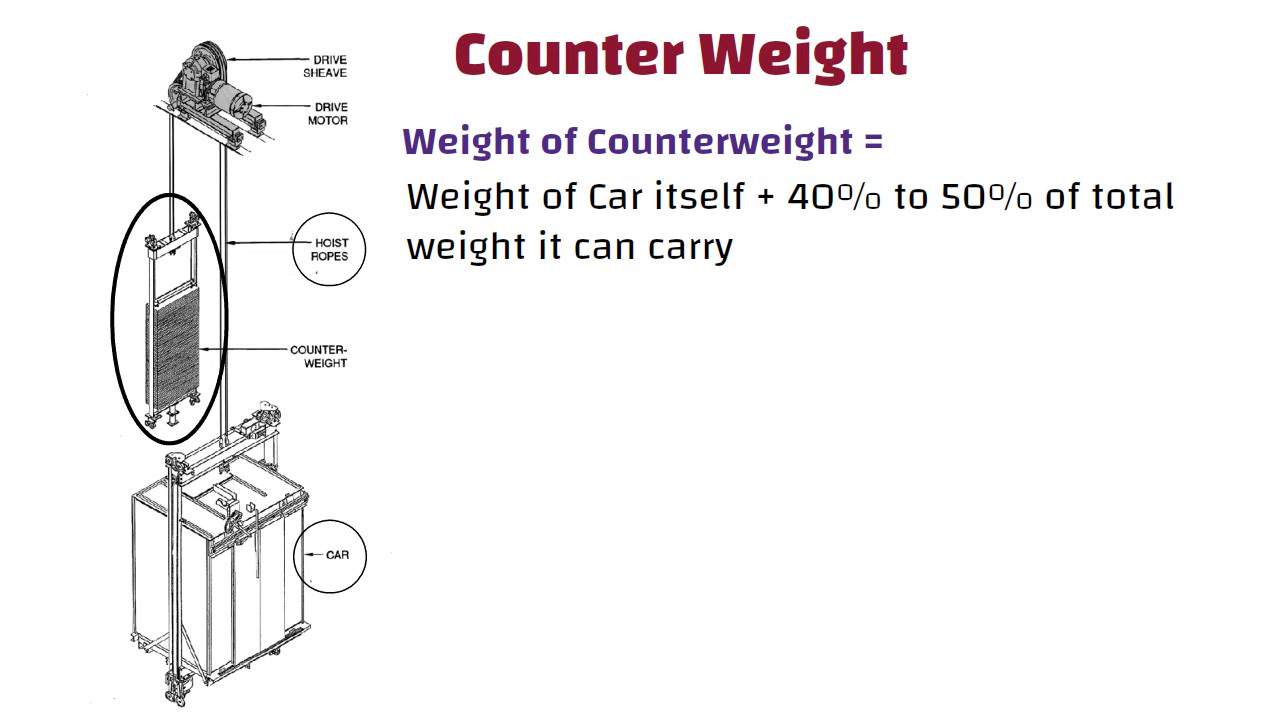 Counter Weight
DRIVE
SHEAVE
DRIVE
MOTOR
Weight of Counterweight =
Weight of Car itself + 40% to 50% of total
weight it can carry
HOIST
ROPES
COUNTER-
WEIGHT
CAR